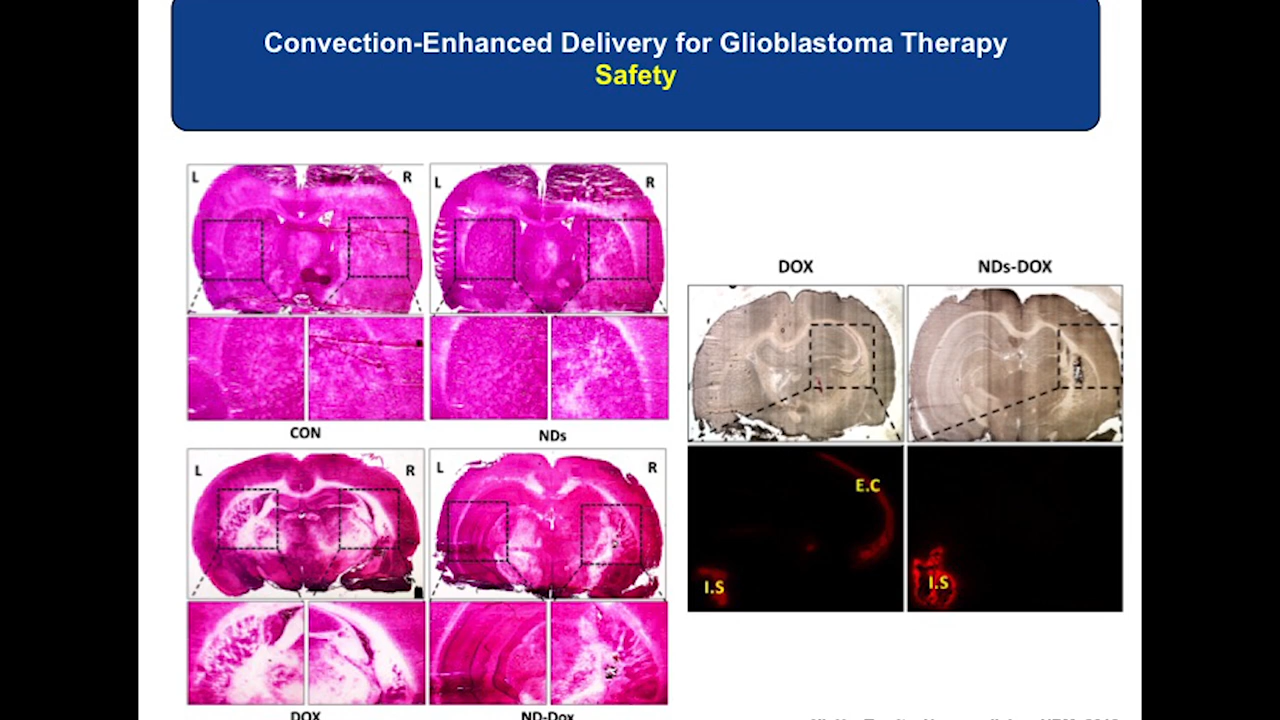 Convection-Enhanced Delivery for Glioblastoma Therapy
Safety
L R
L R
CON
NDs
L R
L R
DOX
ND-Dox
DOX
NDs-DOX
E.C
I.S
I.S